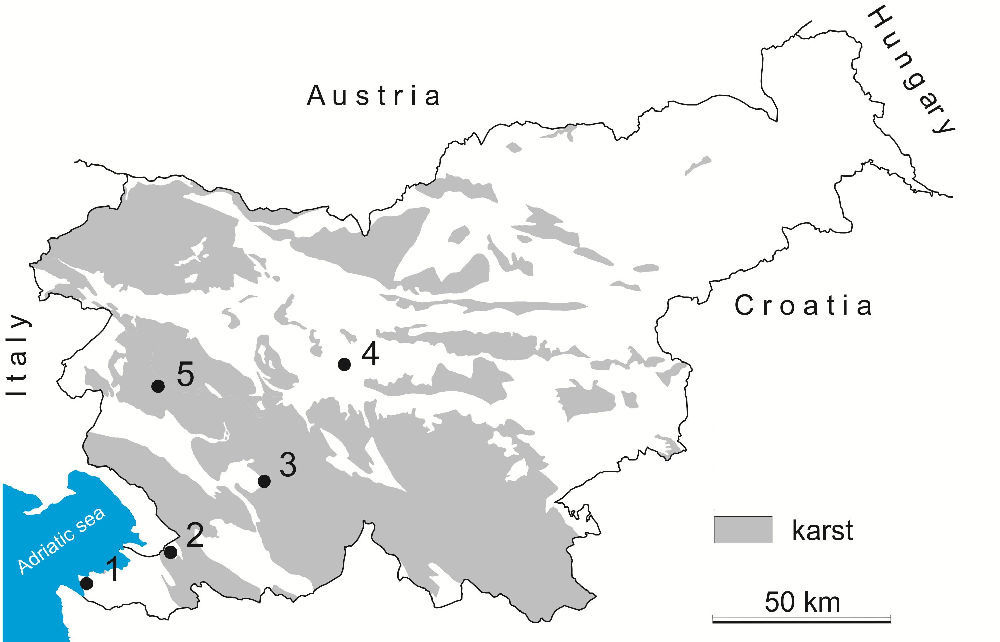 Hungary
Austria
Croatia
Italy
4
5
3
2
Adriatic sea
1
karst
50 km